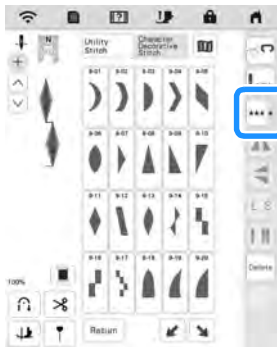 N
Utility
Stitch
Character
Decorative
Stitch
9-01 9-02 9-03 9-04 9-05
9-06 9-07 9-08 9-09 9-10
9-11 9-12 9-13 9-14 9-15
9-16 9-17 9-18 9-19 9-20
L S
Delete
100%
Return